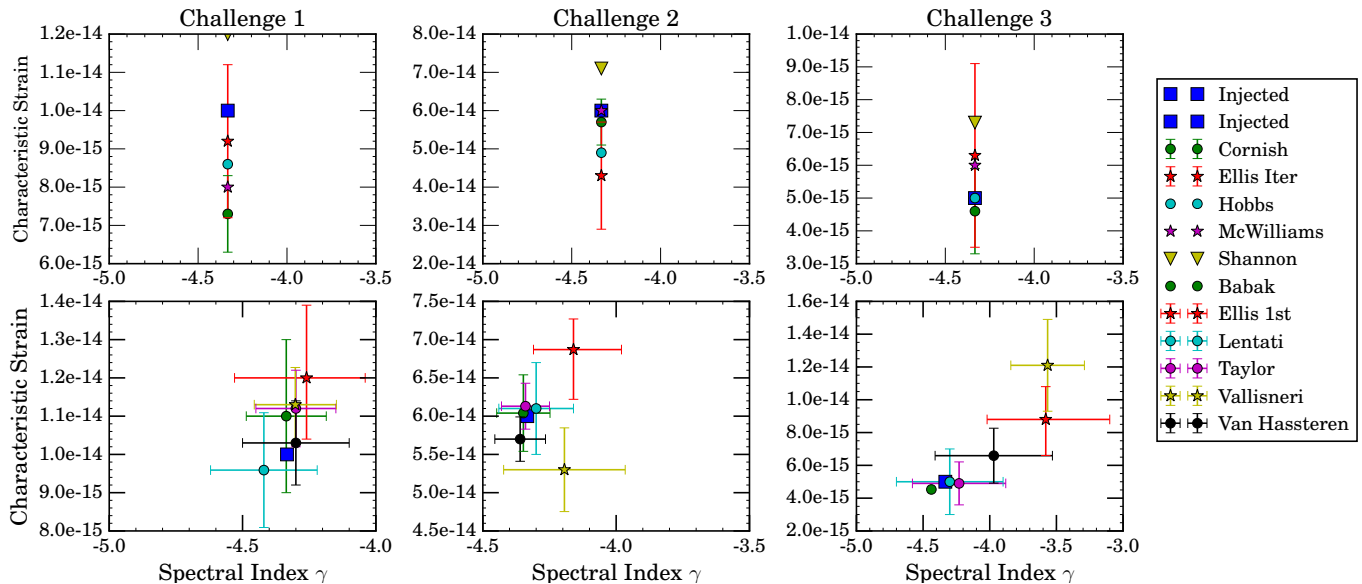 Challenge 1
Challenge 2
Challenge 3
Characteristic Strain
1.2e-14
1.1e-14
1.0e-14
9.0e-15
8.0e-15
7.0e-15
6.0e-15
-5.0
-4.5
-4.0
-3.5
8.0e-14
7.0e-14
6.0e-14
5.0e-14
4.0e-14
3.0e-14
2.0e-14
-5.0
-4.5
-4.0
-3.5
1.0e-14
9.0e-15
8.0e-15
7.0e-15
6.0e-15
5.0e-15
4.0e-15
3.0e-15
-5.0
-4.5
-4.0
-3.5
Characteristic Strain
1.4e-14
1.3e-14
1.2e-14
1.1e-14
1.0e-14
9.0e-15
8.0e-15
-5.0
-4.5
-4.0
Spectral Index γ
7.5e-14
7.0e-14
6.5e-14
6.0e-14
5.5e-14
5.0e-14
4.5e-14
-4.5
-4.0
-3.5
Spectral Index γ
1.6e-14
1.4e-14
1.2e-14
1.0e-14
8.0e-15
6.0e-15
4.0e-15
2.0e-15
-5.0
-4.5
-4.0
-3.5
-3.0
Spectral Index γ
Injected
Injected
Cornish
Ellis Iter
Hobbs
McWilliams
Shannon
Babak
Ellis 1st
Lentati
Taylor
Vallisneri
Van Hassteren